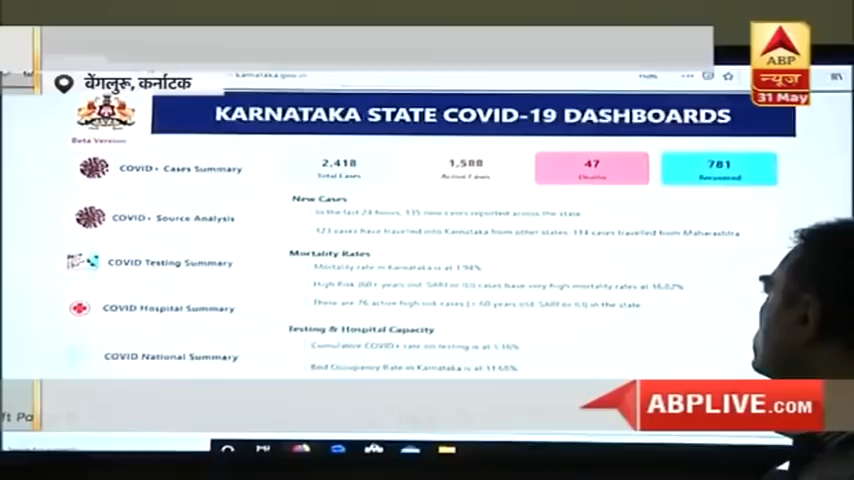 ABP
न्यूज़
31 May
बेंगलुरू, कर्नाटक
karnataka.gov.in
KARNATAKA STATE COVID-19 DASHBOARDS
Beta Version
COVID+ Cases Summary
2,418
Total Cases
1,588
Active Cases
47
Deaths
781
Recovered
New Cases
In the last 24 hours, 135 new cases reported across the state
COVID+ Source Analysis
123 cases have travelled into Karnataka from other states. 114 cases travelled from Maharashtra
Mortality Rates
COVID Testing Summary
Mortality rate in Karnataka is at 1.94%
High Risk (60+ years old, SARI or ILI) cases have very high mortality rates at 16.02%
COVID Hospital Summary
There are 76 active high risk cases (> 60 years old, SARI or ILI) in the state
Testing & Hospital Capacity
Cumulative COVID+ rate on testing is at 1.16%
COVID National Summary
Bed Occupancy Rate in Karnataka is at 11.68%
ABPLIVE.COM